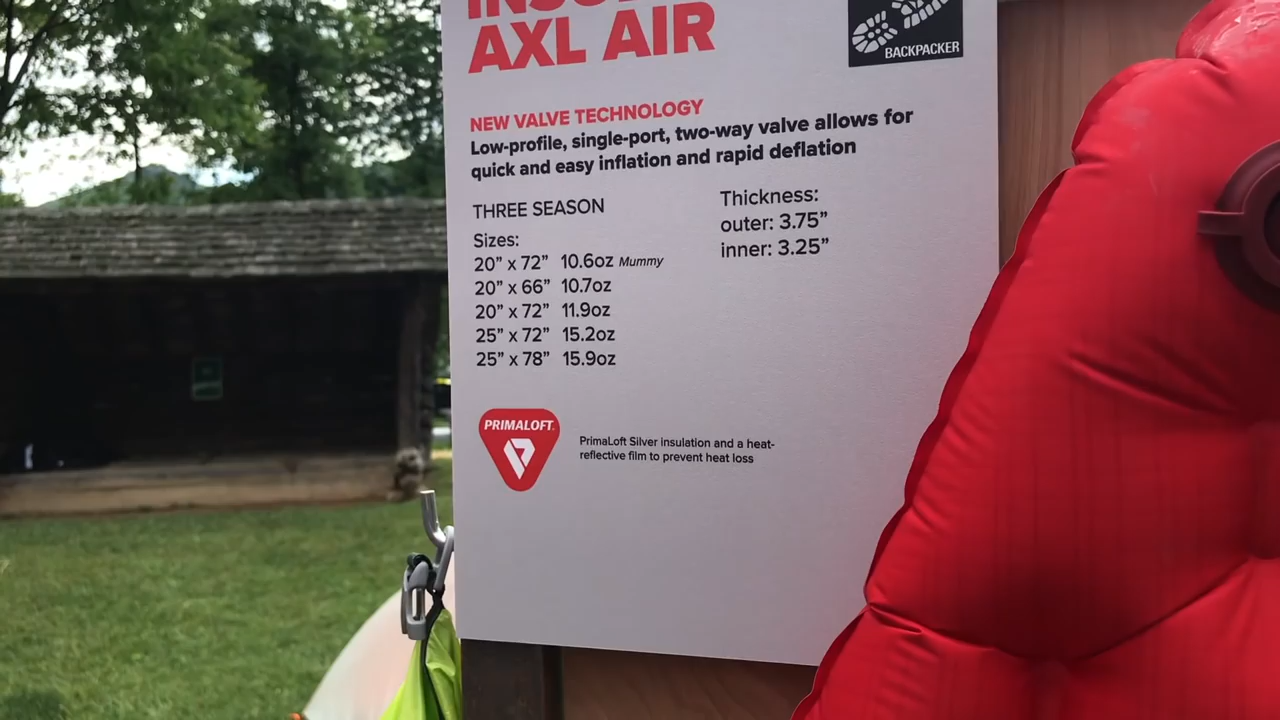 AXL AIR
BACKPACKER
NEW VALVE TECHNOLOGY
Low-profile, single-port, two-way valve allows for
quick and easy inflation and rapid deflation
THREE SEASON
Sizes:
20” x 72” 10.6oz Mummy
20” x 66” 10.7oz
20” x 72” 11.9oz
25” x 72” 15.2oz
25” x 78” 15.9oz
Thickness:
outer: 3.75”
inner: 3.25”
PRIMALOFT
PrimaLoft Silver insulation and a heat-
reflective film to prevent heat loss